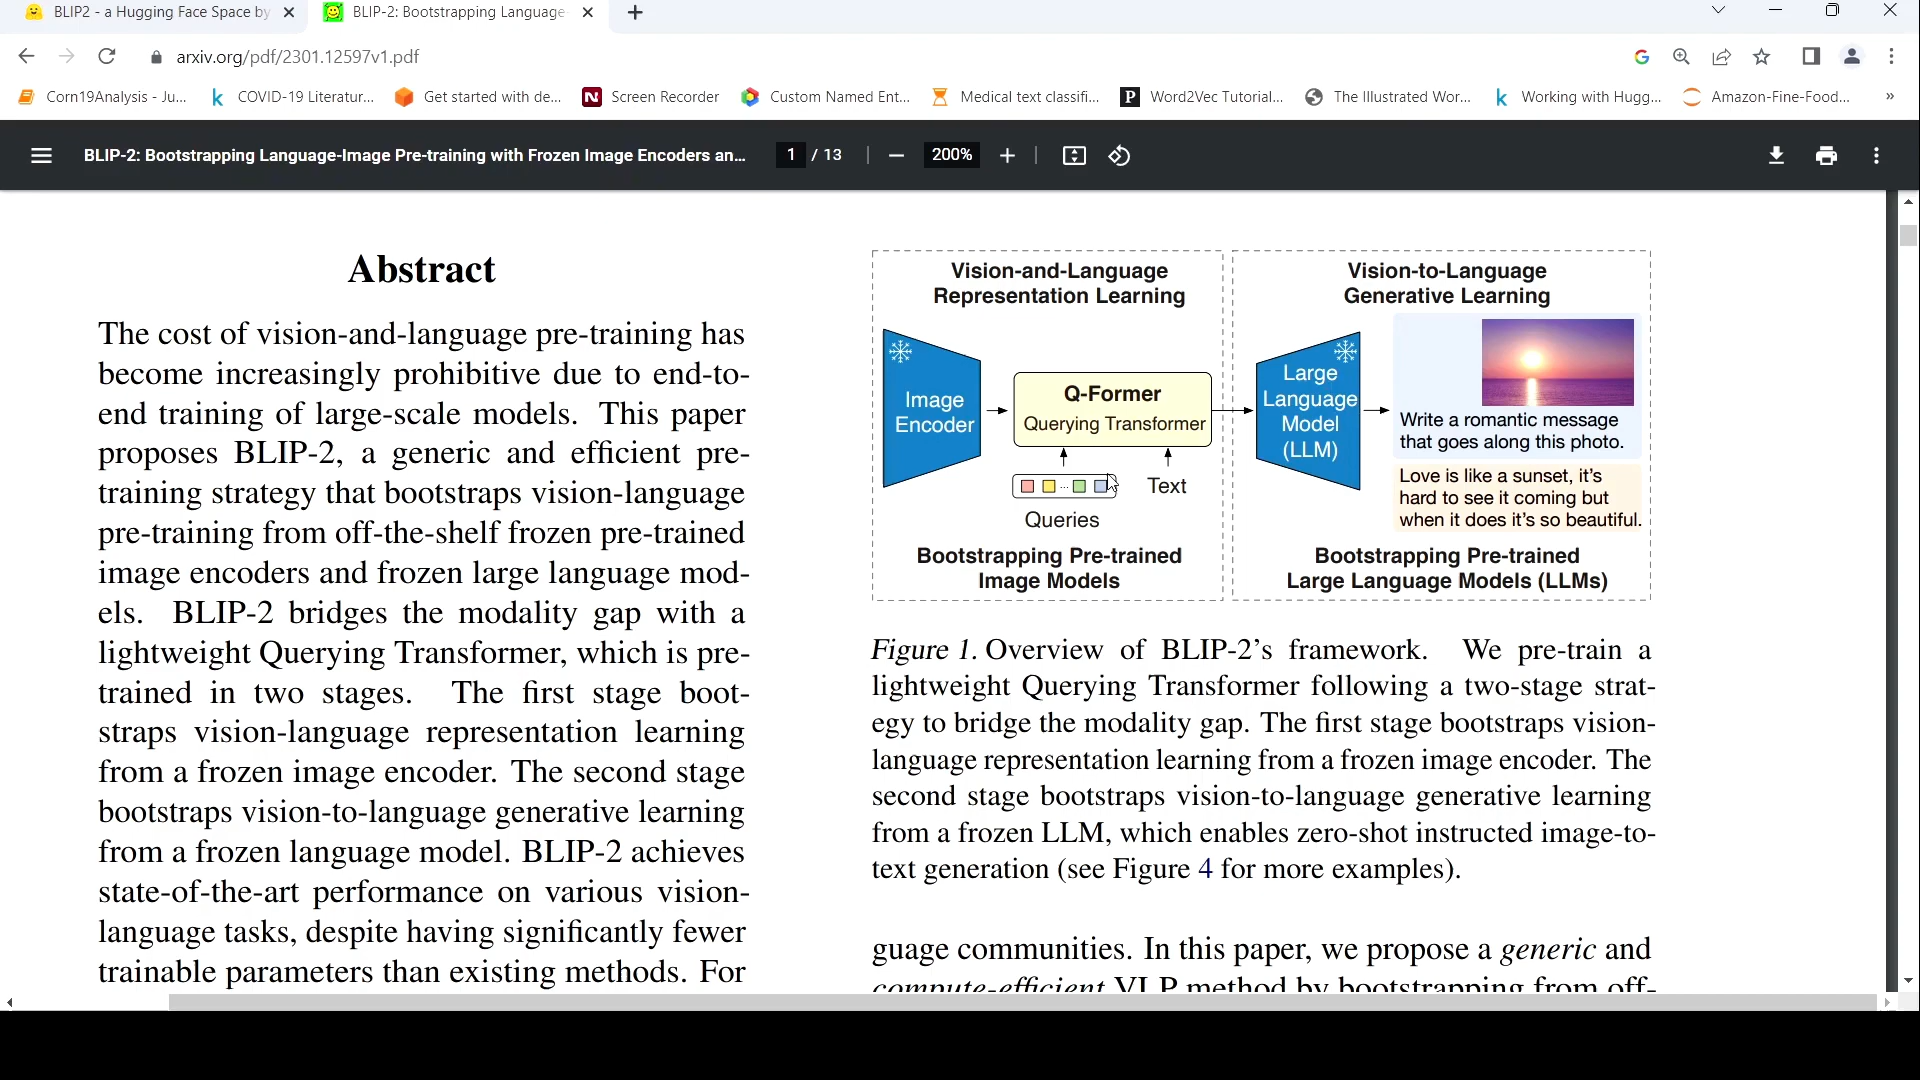 BLIP2 - a Hugging Face Space by
BLIP-2: Bootstrapping Language-
arxiv.org/pdf/2301.12597v1.pdf
Corn19Analysis - Ju...
COVID-19 Literatur...
Get started with de...
Screen Recorder
Custom Named Ent...
Medical text classifi...
Word2Vec Tutorial...
The Illustrated Wor...
Working with Hugg...
Amazon-Fine-Food...
»
BLIP-2: Bootstrapping Language-Image Pre-training with Frozen Image Encoders an...
1 / 13
200%
Abstract
The cost of vision-and-language pre-training has
become increasingly prohibitive due to end-to-
end training of large-scale models. This paper
proposes BLIP-2, a generic and efficient pre-
training strategy that bootstraps vision-language
pre-training from off-the-shelf frozen pre-trained
image encoders and frozen large language mod-
els. BLIP-2 bridges the modality gap with a
lightweight Querying Transformer, which is pre-
trained in two stages. The first stage boot-
straps vision-language representation learning
from a frozen image encoder. The second stage
bootstraps vision-to-language generative learning
from a frozen language model. BLIP-2 achieves
state-of-the-art performance on various vision-
language tasks, despite having significantly fewer
trainable parameters than existing methods. For
Vision-and-Language
Representation Learning
Image
Encoder
Q-Former
Querying Transformer
Queries
Text
Bootstrapping Pre-trained
Image Models
Vision-to-Language
Generative Learning
Large
Language
Model
(LLM)
Write a romantic message
that goes along this photo.
Love is like a sunset, it's
hard to see it coming but
when it does it's so beautiful.
Bootstrapping Pre-trained
Large Language Models (LLMs)
Figure 1. Overview of BLIP-2's framework. We pre-train a
lightweight Querying Transformer following a two-stage strat-
egy to bridge the modality gap. The first stage bootstraps vision-
language representation learning from a frozen image encoder. The
second stage bootstraps vision-to-language generative learning
from a frozen LLM, which enables zero-shot instructed image-to-
text generation (see Figure 4 for more examples).
guage communities. In this paper, we propose a generic and
compute-efficient VLP method by bootstrapping from off-